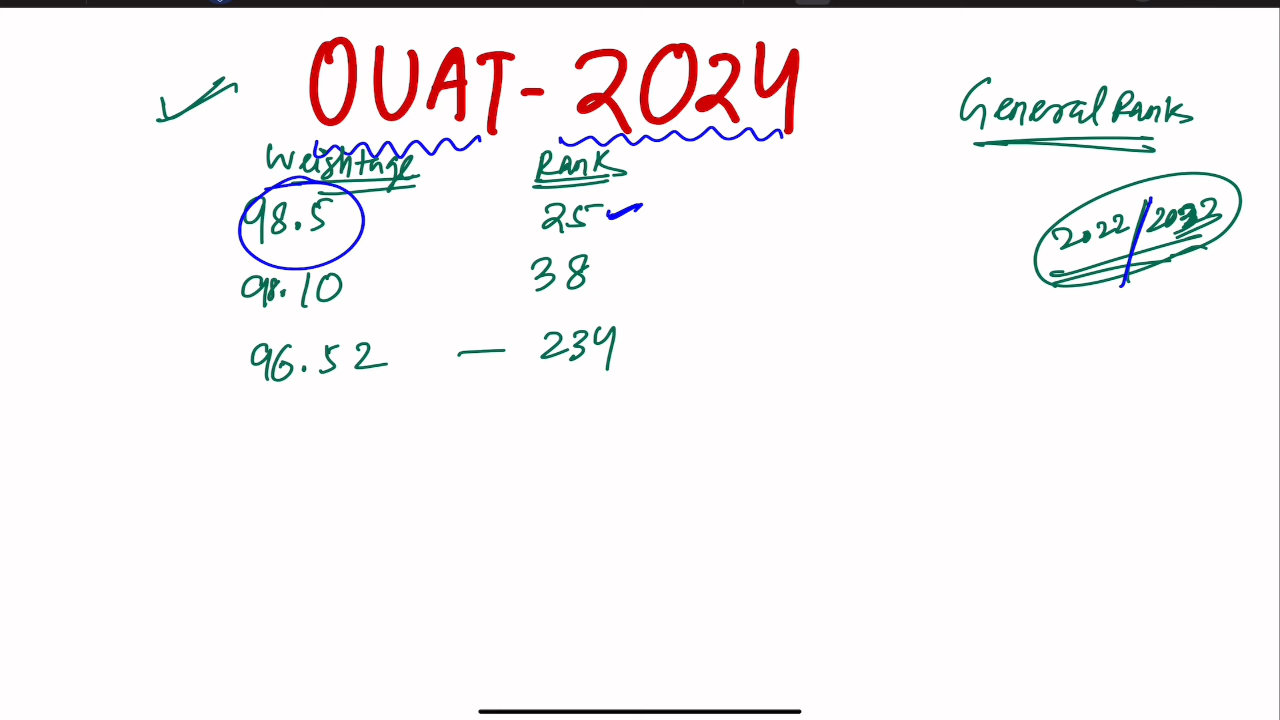 OUAT-2024
General Ranks
Weightage Rank
98.5 25
98.10 38
96.52 — 234
2022/2023